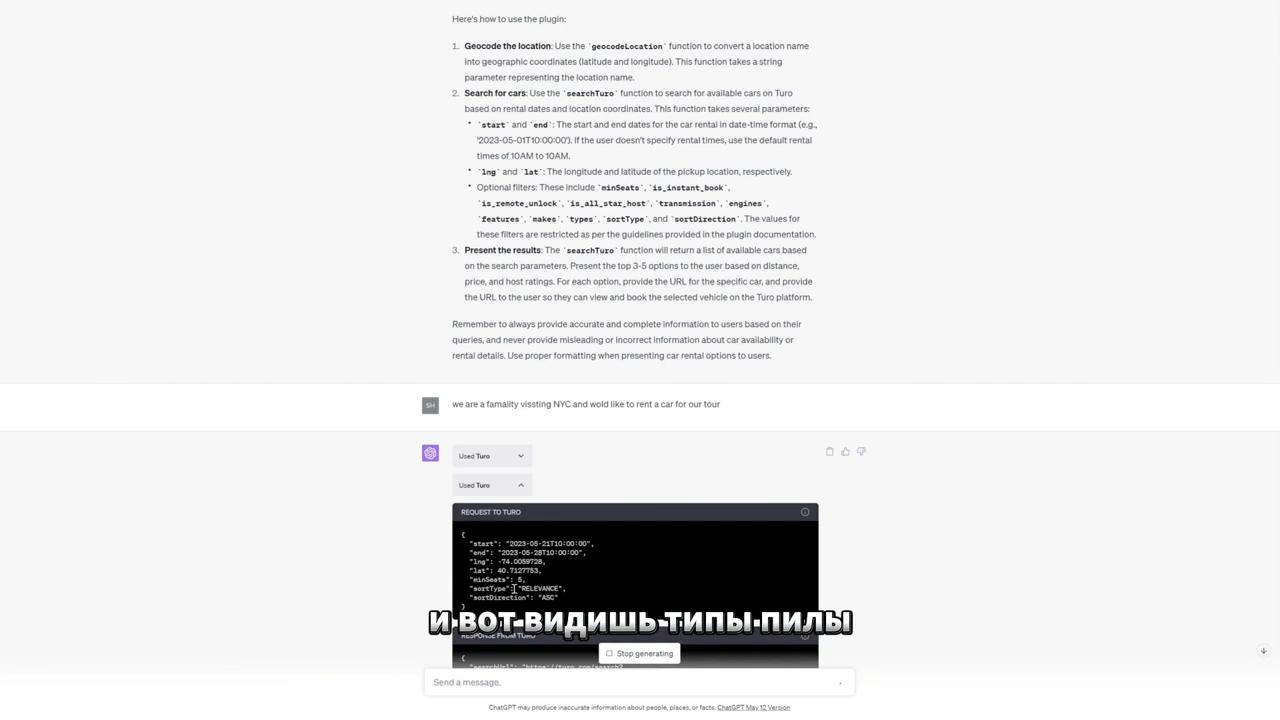 Here's how to use the plugin:
1. Geocode the location: Use the `geocodeLocation` function to convert a location name
into geographic coordinates (latitude and longitude). This function takes a string
parameter representing the location name.
2. Search for cars: Use the `searchTuro` function to search for available cars on Turo
based on rental dates and location coordinates. This function takes several parameters:
• `start` and `end`: The start and end dates for the car rental in date-time format (e.g.,
'2023-05-01T10:00:00'). If the user doesn't specify rental times, use the default rental
times of 10AM to 10AM.
• `lng` and `lat`: The longitude and latitude of the pickup location, respectively.
• Optional filters: These include `minSeats`, `is_instant_book`,
`is_remote_unlock`, `is_all_star_host`, `transmission`, `engines`,
`features`, `makes`, `types`, `sortType`, and `sortDirection`. The values for
these filters are restricted as per the guidelines provided in the plugin documentation.
3. Present the results: The `searchTuro` function will return a list of available cars based
on the search parameters. Present the top 3-5 options to the user based on distance,
price, and host ratings. For each option, provide the URL for the specific car, and provide
the URL to the user so they can view and book the selected vehicle on the Turo platform.
Remember to always provide accurate and complete information to users based on their
queries, and never provide misleading or incorrect information about car availability or
rental details. Use proper formatting when presenting car rental options to users.
SH
we are a famality vissting NYC and wold like to rent a car for our tour
Used Turo
Used Turo
REQUEST TO TURO
{
"start": "2023-05-21T10:00:00",
"end": "2023-05-28T10:00:00",
"lng": -74.0059728,
"lat": 40.7127753,
"minSeats": 5,
"sortType": "RELEVANCE",
"sortDirection": "ASC"
}
и вот видишь типы пилы
RESPONSE FROM TURO
Stop generating
{
"searchUrl": "https://turo.com/search?
Send a message.
ChatGPT may produce inaccurate information about people, places, or facts. ChatGPT May 12 Version